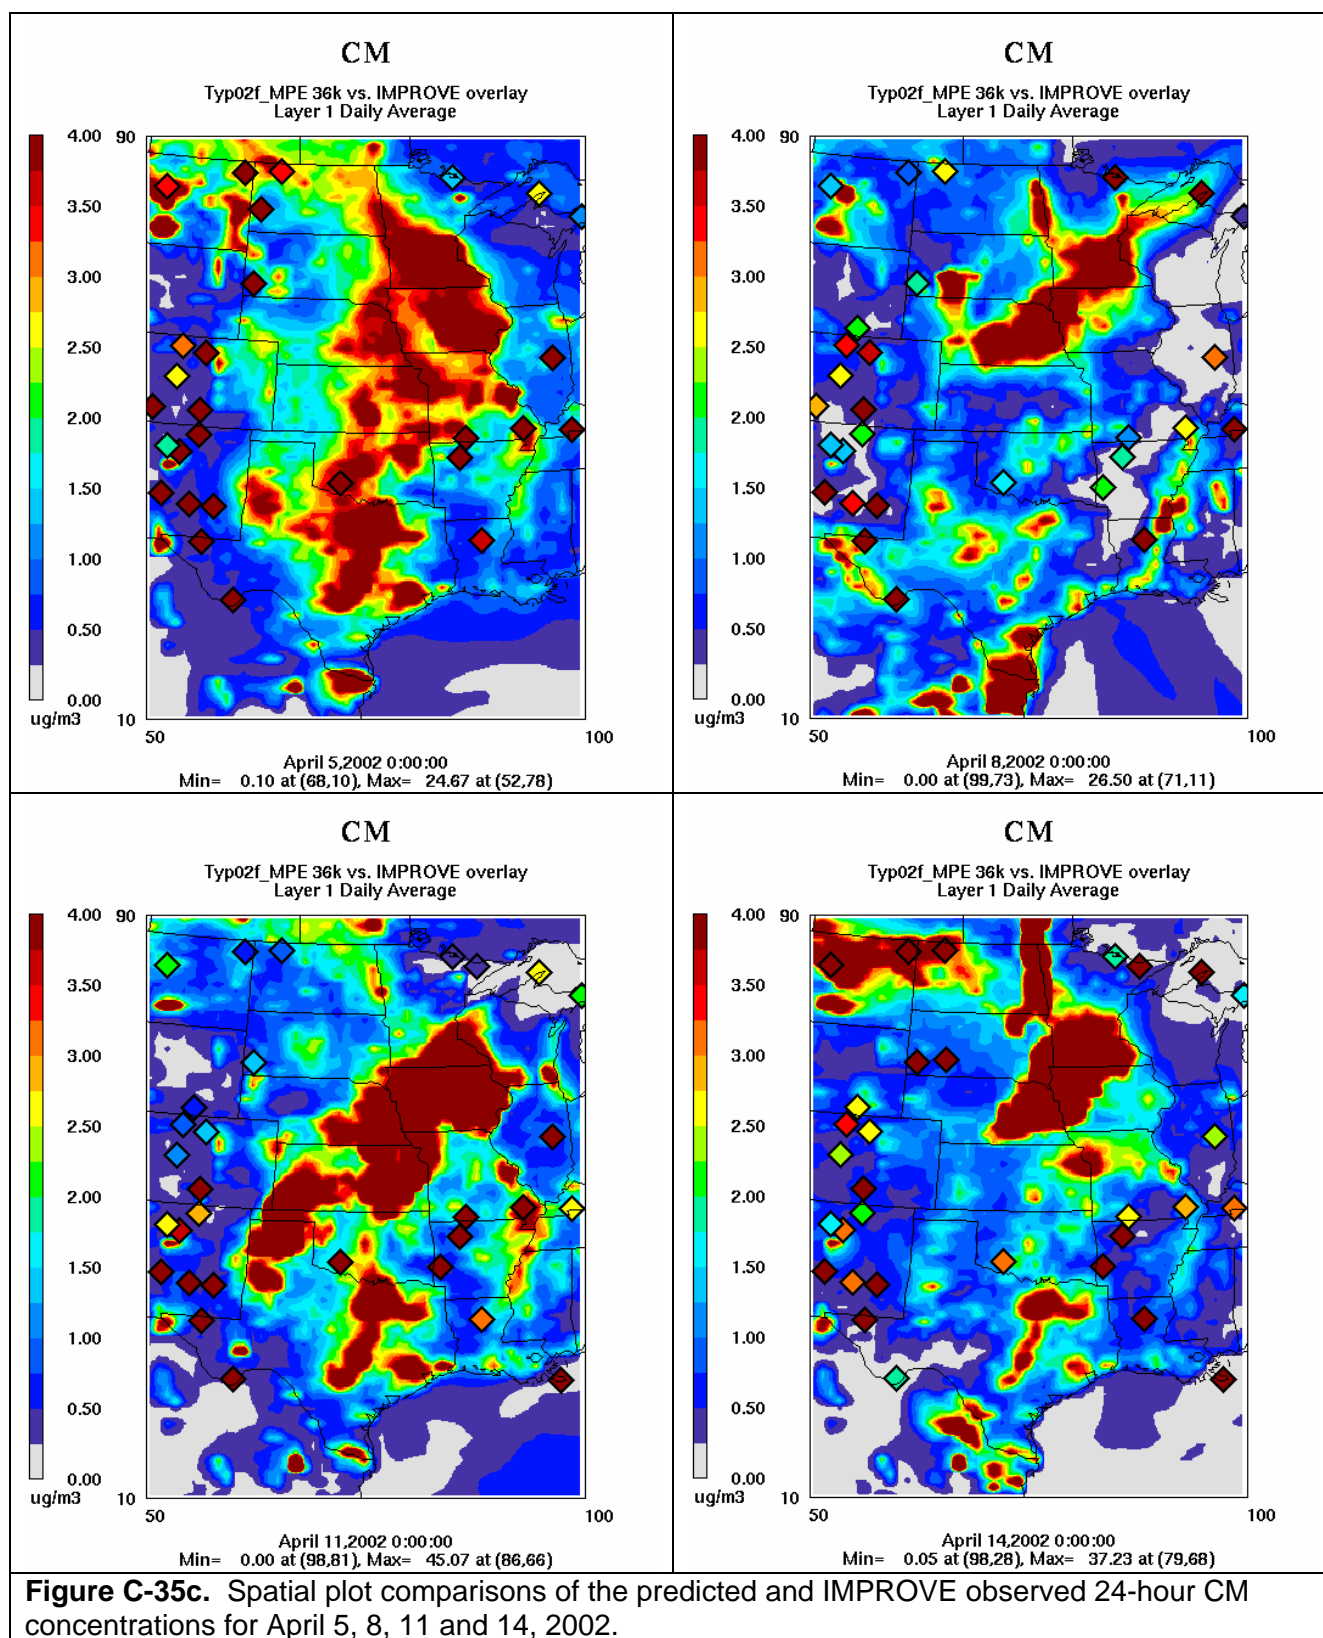 CM
Typ02f_MPE 36k vs. IMPROVE overlay
Layer 1 Daily Average
4.00
3.50
3.00
2.50
2.00
1.50
1.00
0.50
0.00
ug/m3
90
10
50
100
April 5,2002 0:00:00
Min= 0.10 at (68,10), Max= 24.67 at (52,78)
CM
Typ02f_MPE 36k vs. IMPROVE overlay
Layer 1 Daily Average
4.00
3.50
3.00
2.50
2.00
1.50
1.00
0.50
0.00
ug/m3
90
10
50
100
April 8,2002 0:00:00
Min= 0.00 at (99,73), Max= 26.50 at (71,11)
CM
Typ02f_MPE 36k vs. IMPROVE overlay
Layer 1 Daily Average
4.00
3.50
3.00
2.50
2.00
1.50
1.00
0.50
0.00
ug/m3
90
10
50
100
April 11,2002 0:00:00
Min= 0.00 at (98,81), Max= 45.07 at (86,66)
CM
Typ02f_MPE 36k vs. IMPROVE overlay
Layer 1 Daily Average
4.00
3.50
3.00
2.50
2.00
1.50
1.00
0.50
0.00
ug/m3
90
10
50
100
April 14,2002 0:00:00
Min= 0.05 at (98,28), Max= 37.23 at (79,68)
Figure C-35c. Spatial plot comparisons of the predicted and IMPROVE observed 24-hour CM
concentrations for April 5, 8, 11 and 14, 2002.